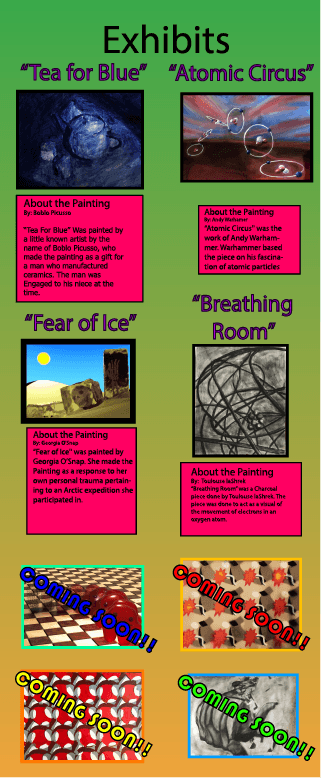 Exhibits
“Tea for Blue”
“Atomic Circus”
About the Painting
By: Boblo Picusso
"Tea For Blue" Was painted by
a little known artist by the
name of Boblo Picusso, who
made the painting as a gift for
a man who manufactured
ceramics. The man was
Engaged to his niece at the
time.
About the Painting
By: Andy Warhamer
"Atomic Circus" was the
work of Andy Warham-
mer. Warhammer based
the piece on his fascina-
tion of atomic particles
“Fear of Ice”
“Breathing
Room”
About the Painting
By: Georgia O'Snap
"Fear of Ice" was painted by
Georgia O'Snap. She made the
Painting as a response to her
own personal trauma pertain-
ing to an Arctic expedition she
participated in.
About the Painting
By: Toulouse laShrek
"Breathing Room" was a Charcoal
piece done by Toulouse laShrek. The
piece was done to act as a visual of
the movement of electrons in an
oxygen atom.
COMING SOON!!
COMING SOON!!
COMING SOON!!
COMING SOON!!